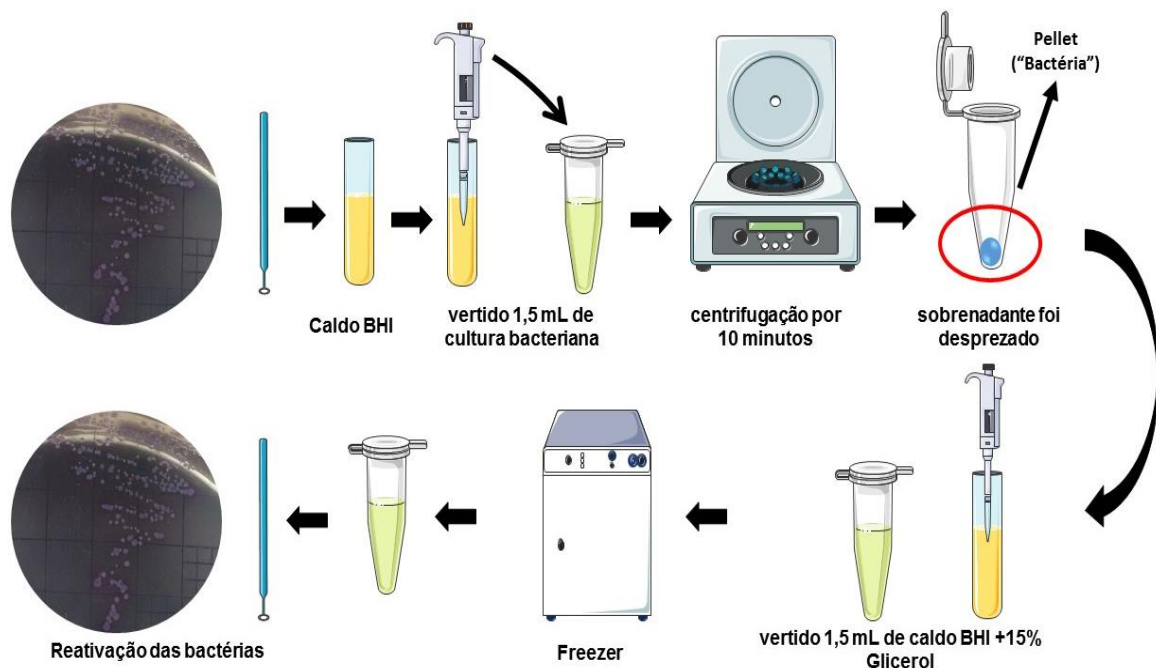 Pellet
("Bactéria")
Caldo BHI
vertido 1,5 mL de
cultura bacteriana
centrifugação por
10 minutos
sobrenadante foi
desprezado
vertido 1,5 mL de caldo BHI +15%
Glicerol
Freezer
Reativação das bactérias